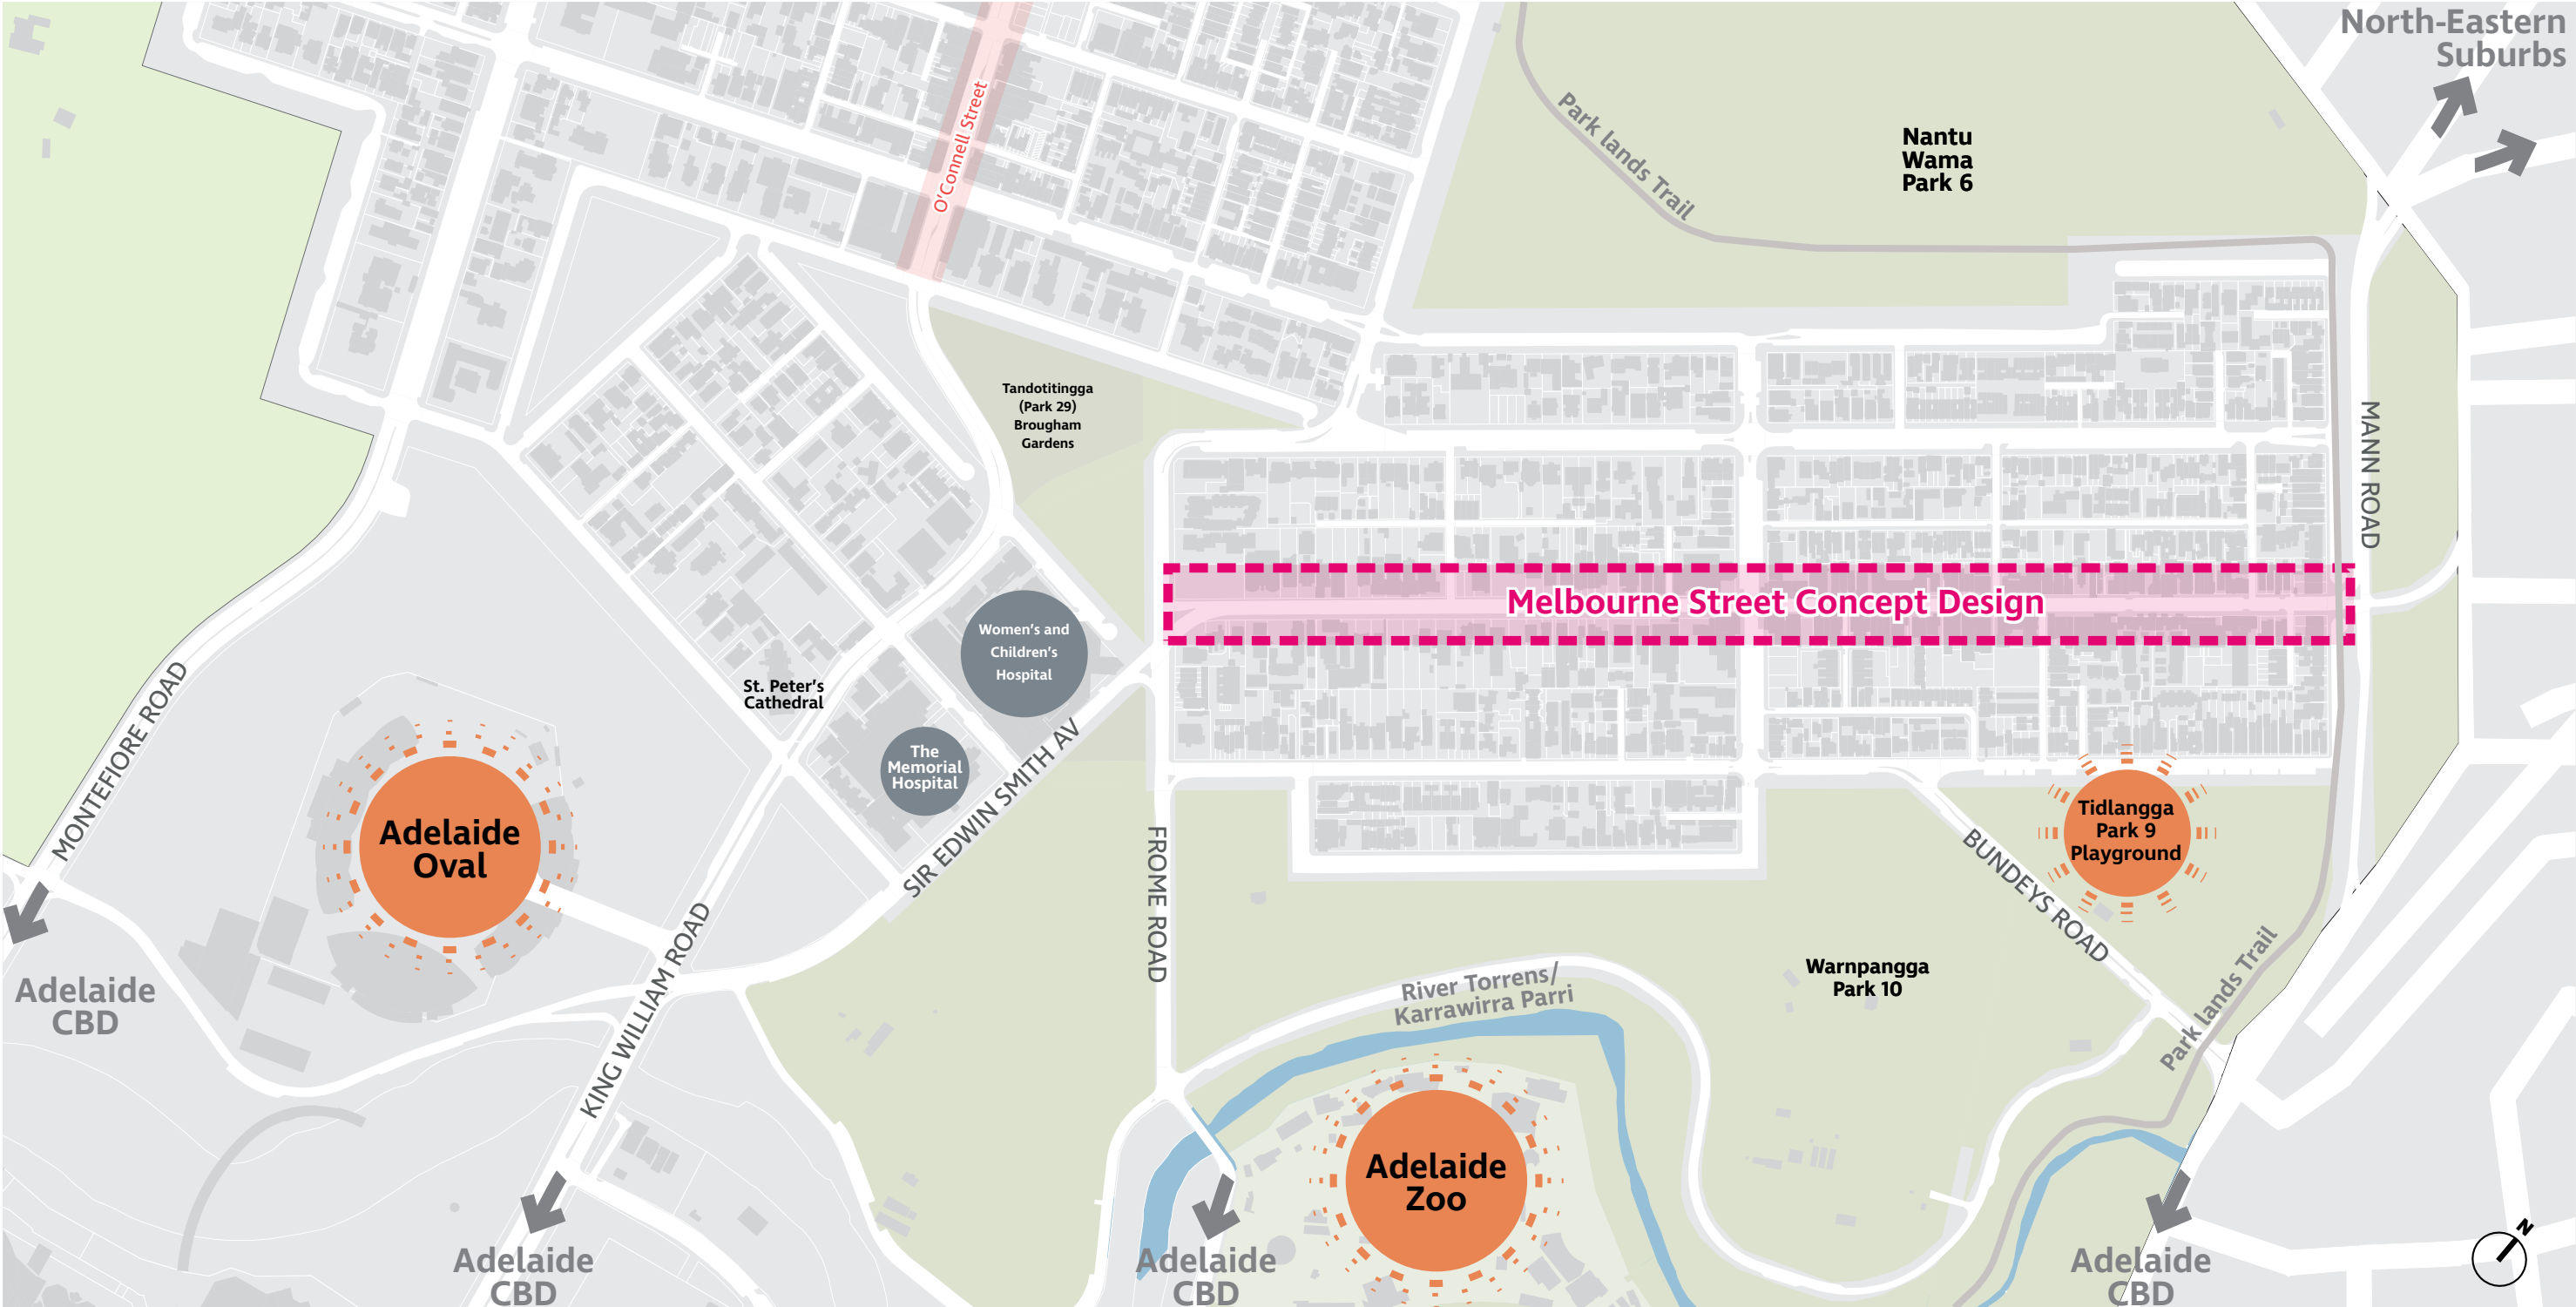 North-Eastern
Suburbs
O'Connell Street
Park lands Trail
Nantu
Wama
Park 6
Tandotitingga
(Park 29)
Brougham
Gardens
MANN ROAD
Melbourne Street Concept Design
Women's and
Children's
Hospital
St. Peter's
Cathedral
The
Memorial
Hospital
MONTEFIORE ROAD
SIR EDWIN SMITH AV
Adelaide
Oval
FROME ROAD
Tidlangga
Park 9
Playground
BUNDEYS ROAD
KING WILLIAM ROAD
River Torrens/
Karrawirra Parri
Warnpangga
Park 10
Park lands Trail
Adelaide
CBD
Adelaide
Zoo
Adelaide
CBD
Adelaide
CBD
Adelaide
CBD
N